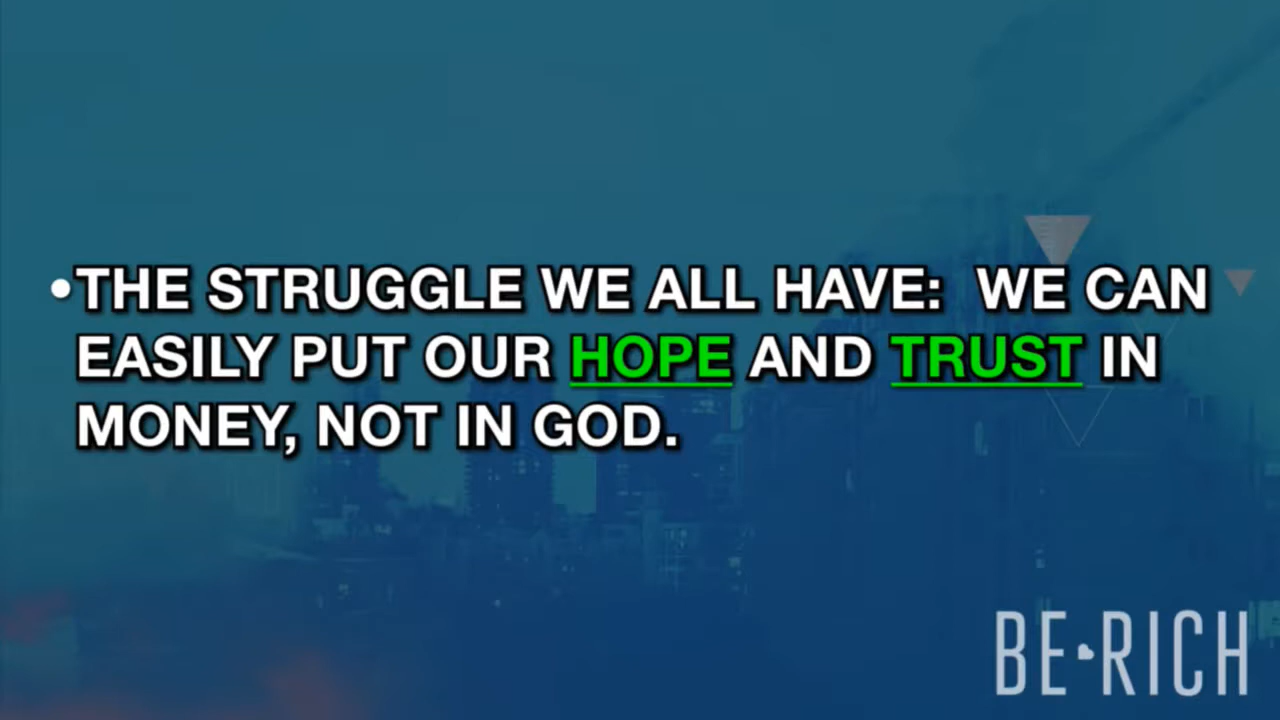 •THE STRUGGLE WE ALL HAVE:  WE CAN
EASILY PUT OUR HOPE AND TRUST IN
MONEY, NOT IN GOD.
BE RICH